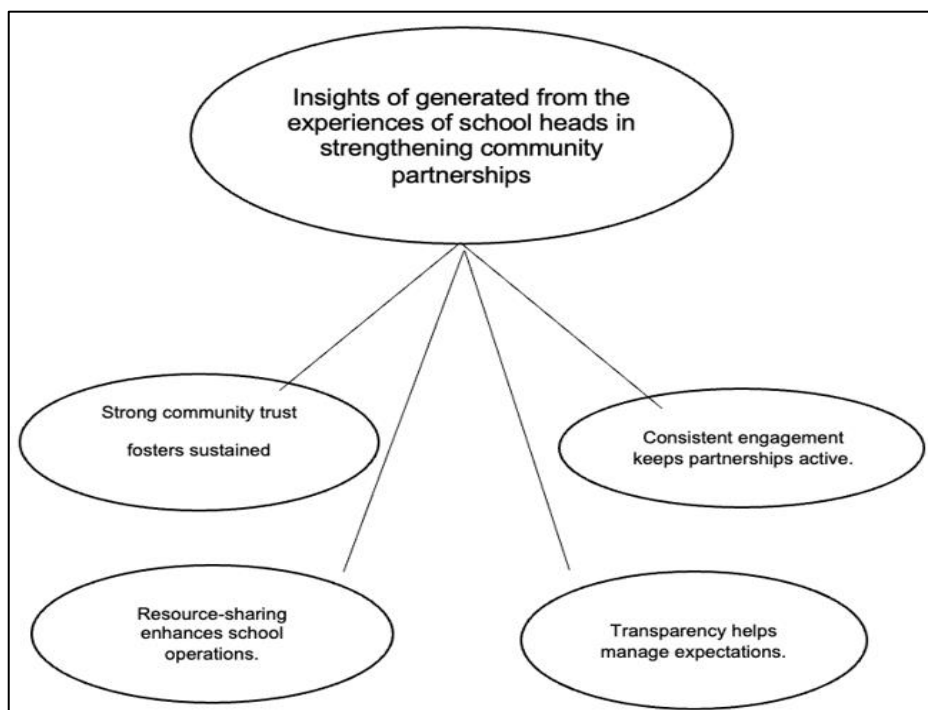 Insights of generated from the
experiences of school heads in
strengthening community
partnerships
Strong community trust
fosters sustained
Consistent engagement
keeps partnerships active.
Resource-sharing
enhances school
operations.
Transparency helps
manage expectations.